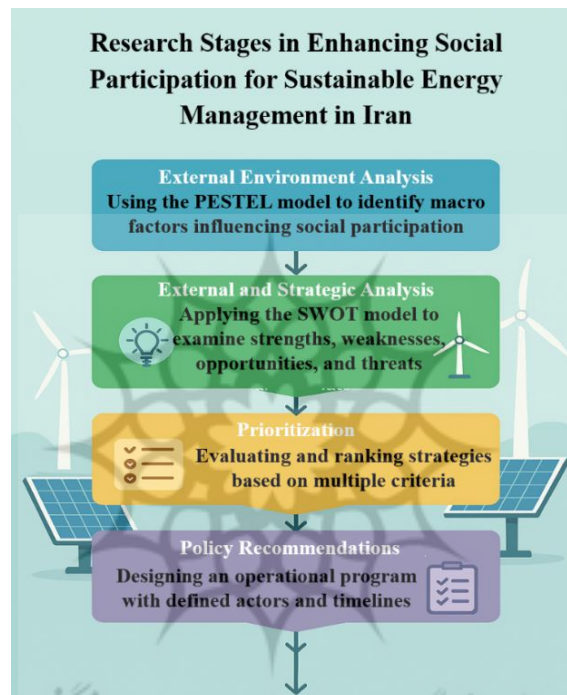 Research Stages in Enhancing Social
Participation for Sustainable Energy
Management in Iran
External Environment Analysis
Using the PESTEL model to identify macro
factors influencing social participation
External and Strategic Analysis
Applying the SWOT model to
examine strengths, weaknesses,
opportunities, and threats
Prioritization
Evaluating and ranking strategies
based on multiple criteria
Policy Recommendations
Designing an operational program
with defined actors and timelines